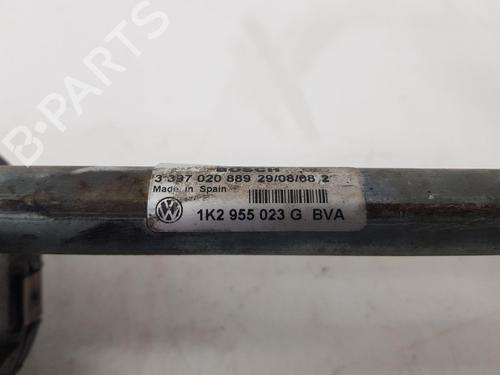 BOSCH
3 397 020 889 29/08/08 2
Made in Spain
1K2 955 023 G BVA
B-PARTS